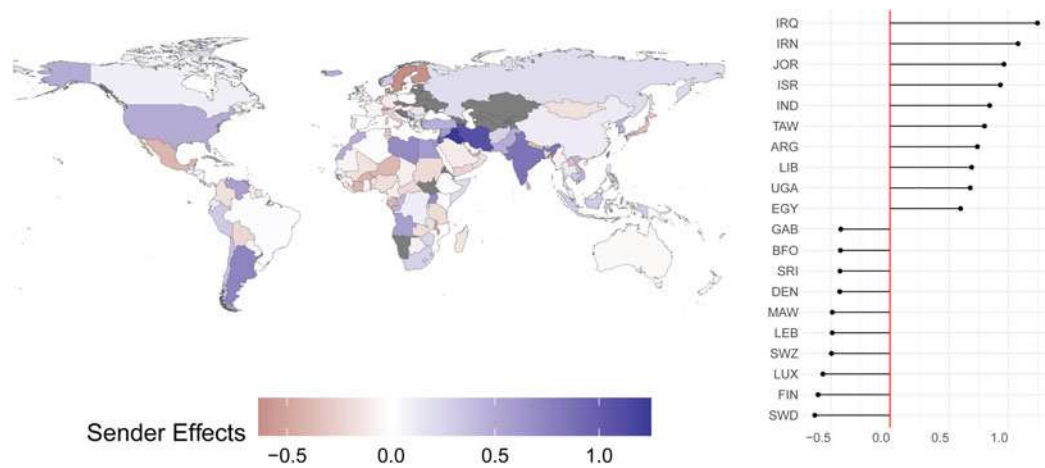 IRQ
IRN
JOR
ISR
IND
TAW
ARG
LIB
UGA
EGY
GAB
BFO
SRI
DEN
MAW
LEB
SWZ
LUX
FIN
SWD
−0.5 0.0 0.5 1.0
Sender Effects
−0.5 0.0 0.5 1.0